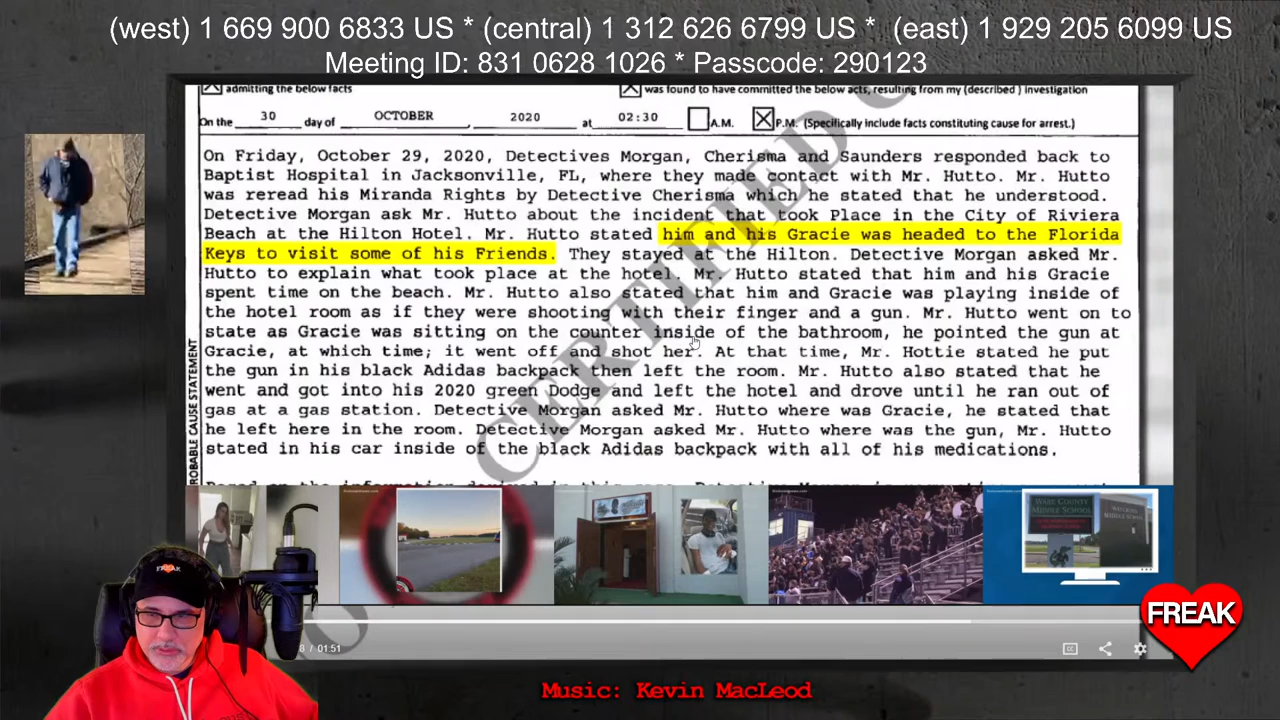 (west) 1 669 900 6833 US * (central) 1 312 626 6799 US * (east) 1 929 205 6099 US
Meeting ID: 831 0628 1026 * Passcode: 290123
admitting the below facts
was found to have committed the below acts, resulting from my (described) investigation
On the 30 day of OCTOBER, 2020 at 02:30 A.M. P.M. (Specifically include facts constituting cause for arrest.)
On Friday, October 29, 2020, Detectives Morgan, Cherisma and Saunders responded back to
Baptist Hospital in Jacksonville, FL, where they made contact with Mr. Hutto. Mr. Hutto
was reread his Miranda Rights by Detective Cherisma which he stated that he understood.
Detective Morgan ask Mr. Hutto about the incident that took Place in the City of Riviera
Beach at the Hilton Hotel. Mr. Hutto stated him and his Gracie was headed to the Florida
Keys to visit some of his Friends. They stayed at the Hilton. Detective Morgan asked Mr.
Hutto to explain what took place at the hotel. Mr. Hutto stated that him and his Gracie
spent time on the beach. Mr. Hutto also stated that him and Gracie was playing inside of
the hotel room as if they were shooting with their finger and a gun. Mr. Hutto went on to
state as Gracie was sitting on the counter inside of the bathroom, he pointed the gun at
Gracie, at which time; it went off and shot her. At that time, Mr. Hottie stated he put
the gun in his black Adidas backpack then left the room. Mr. Hutto also stated that he
went and got into his 2020 green Dodge and left the hotel and drove until he ran out of
gas at a gas station. Detective Morgan asked Mr. Hutto where was Gracie, he stated that
he left here in the room. Detective Morgan asked Mr. Hutto where was the gun, Mr. Hutto
stated in his car inside of the black Adidas backpack with all of his medications.
PROBABLE CAUSE STATEMENT
CERTIFIED
MIDDLE SCHOOL
FREAK
FREAK
/ 01:51
CC
Music: Kevin MacLeod